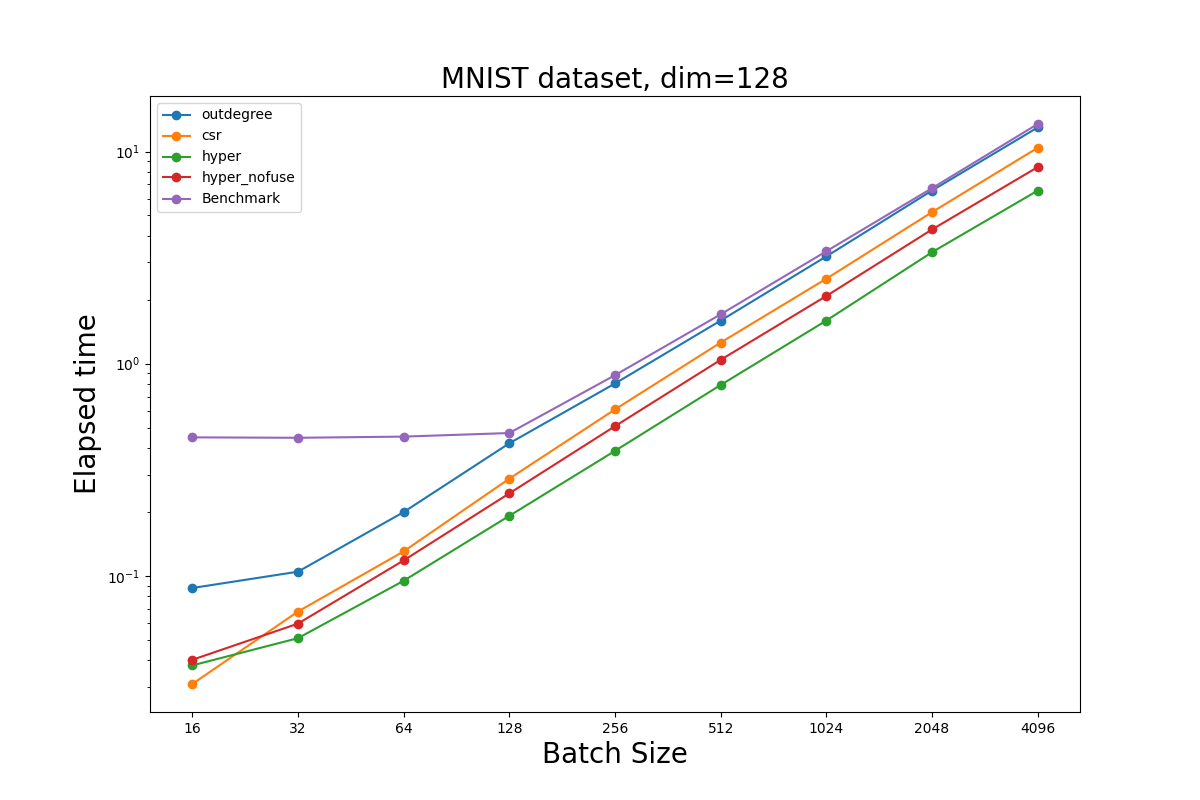 MNIST dataset, dim=128
outdegree
csr
hyper
hyper_nofuse
Benchmark
Elapsed time
10¹
10⁰
10⁻¹
16 32 64 128 256 512 1024 2048 4096
Batch Size